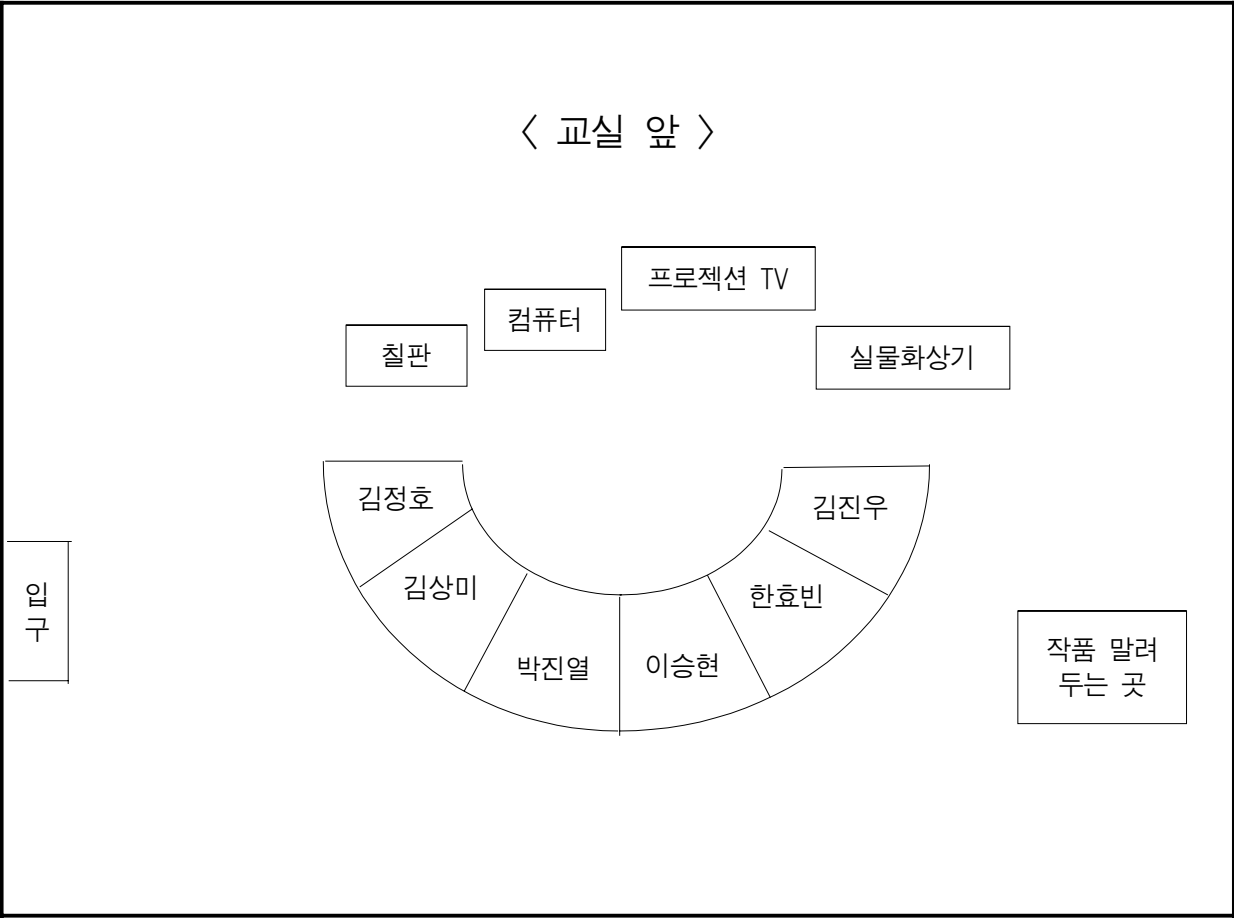 〈 교실 앞 〉
프로젝션 TV
컴퓨터
칠판
실물화상기
김정호
김진우
김상미
한효빈
박진열
이승현
입
구
작품 말려
두는 곳